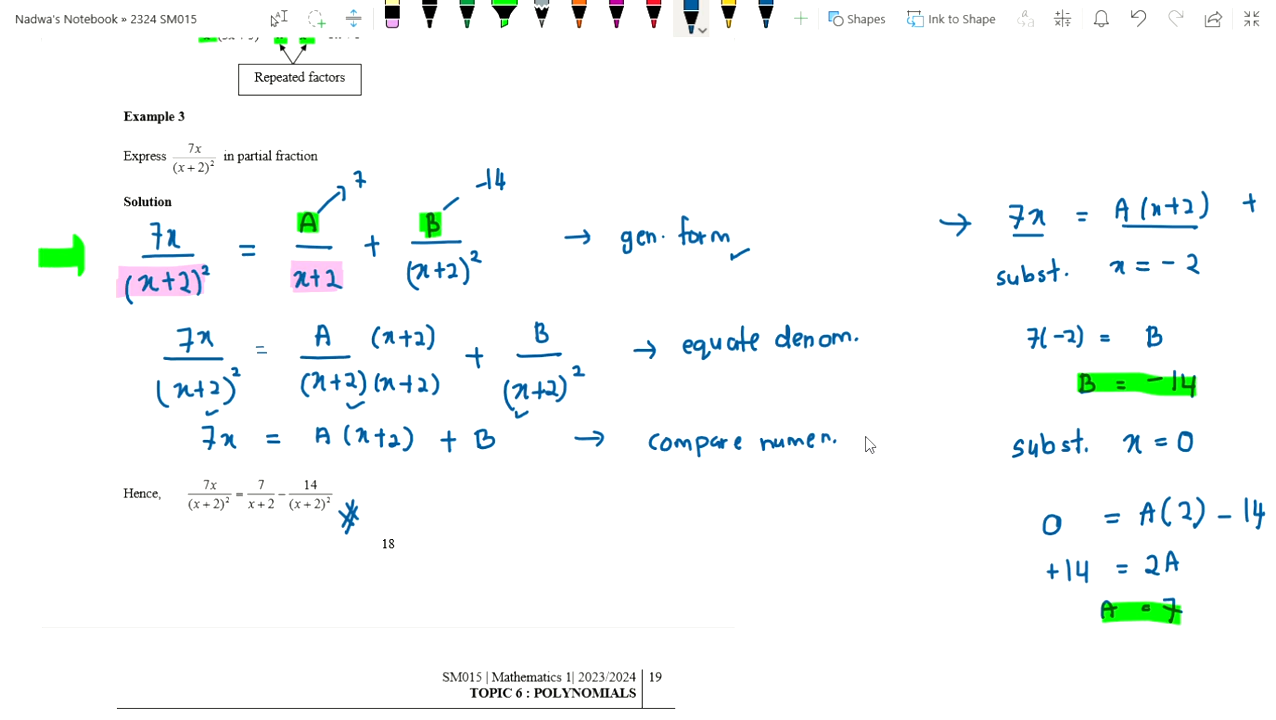 Nadwa's Notebook » 2324 SM015
Shapes
Ink to Shape
Repeated factors
Example 3
Express 7x/(x+2)² in partial fraction
Solution
7
-14
7x/(x+2)² = A/x+2 + B/(x+2)² → gen. form
7x/(x+2)² = A (x+2)/(x+2)(x+2) + B/(x+2)² → equate denom.
7x = A(x+2) + B → compare numen.
Hence, 7x/(x+2)² = 7/x+2 − 14/(x+2)²
18
→ 7x = A(x+2) +
subst. x = -2
7(-2) = B
B = -14
subst. x = 0
0 = A(2) - 14
+14 = 2A
A = 7
SM015 | Mathematics 1| 2023/2024
19
TOPIC 6 : POLYNOMIALS